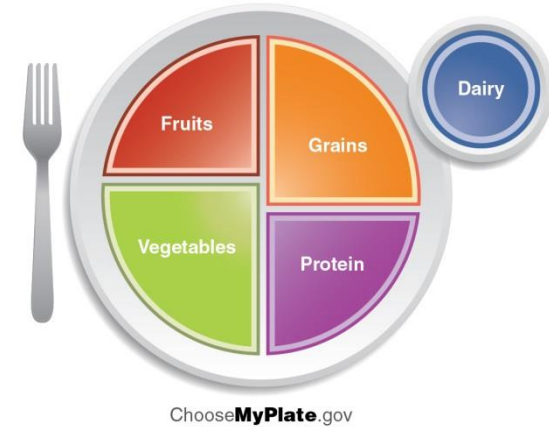 Dairy
Fruits
Grains
Vegetables
Protein
ChooseMyPlate.gov